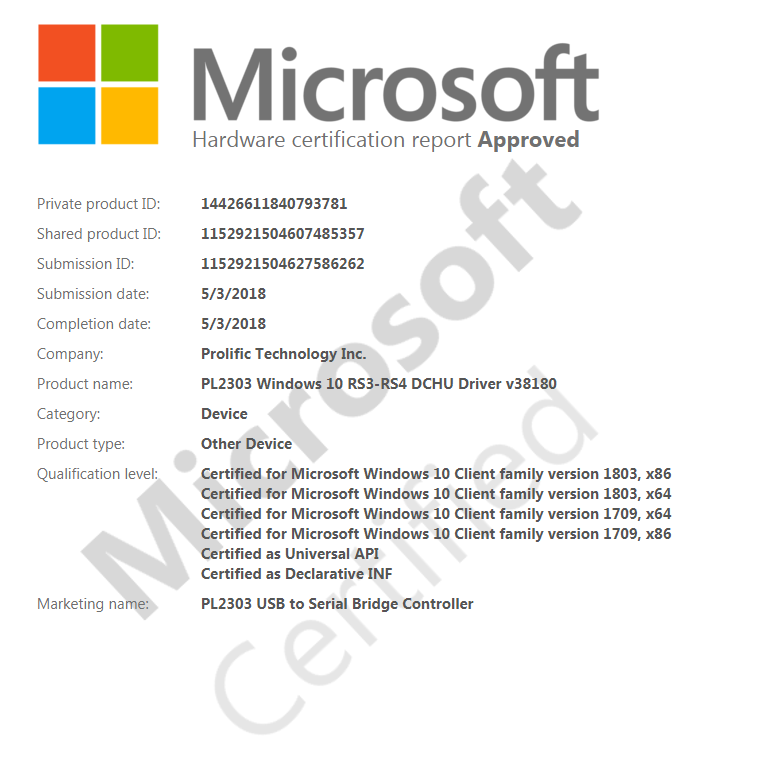 Microsoft
Hardware certification report Approved
Private product ID: 14426611840793781
Shared product ID: 1152921504607485357
Submission ID: 1152921504627586262
Submission date: 5/3/2018
Completion date: 5/3/2018
Company: Prolific Technology Inc.
Product name: PL2303 Windows 10 RS3-RS4 DCHU Driver v38180
Category: Device
Product type: Other Device
Qualification level: Certified for Microsoft Windows 10 Client family version 1803, x86
Certified for Microsoft Windows 10 Client family version 1803, x64
Certified for Microsoft Windows 10 Client family version 1709, x64
Certified for Microsoft Windows 10 Client family version 1709, x86
Certified as Universal API
Certified as Declarative INF
Marketing name: PL2303 USB to Serial Bridge Controller
Microsoft
Certified